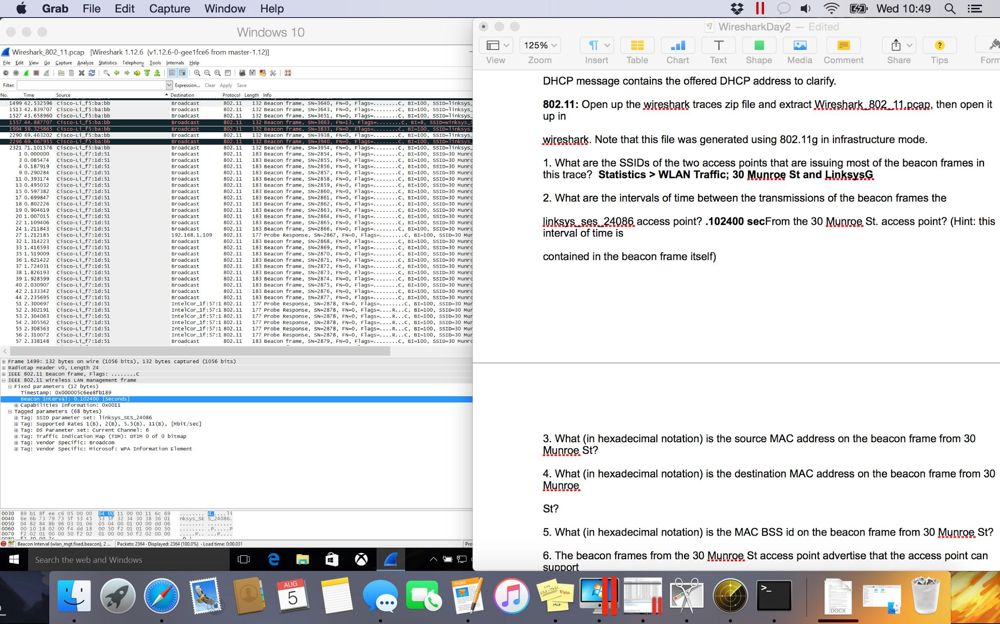 Grab File Edit Capture Window Help
Wed 10:49
Windows 10
Wireshark_802_11.pcap [Wireshark 1.12.6 (v1.12.6-0-gee1fce6 from master-1.12)]
File Edit View Go Capture Analyze Statistics Telephony Tools Internals Help
Filter: Expression... Clear Apply Save
No. Time Source Destination Protocol Length Info
1499 42.532596 Cisco-Li_f5:ba:bb Broadcast 802.11 132 Beacon frame, SN=3640, FN=0, Flags=........C, BI=100, SSID=linksys_
1513 42.839707 Cisco-Li_f5:ba:bb Broadcast 802.11 132 Beacon frame, SN=3643, FN=0, Flags=........C, BI=100, SSID=linksys_
1527 43.658960 Cisco-Li_f5:ba:bb Broadcast 802.11 132 Beacon frame, SN=3651, FN=0, Flags=........C, BI=100, SSID=linksys_
1557 44.887707 Cisco-Li_f5:ba:bb Broadcast 802.11 132 Beacon frame, SN=3663, FN=13, Flags=........C, BI=8, SSID=winksys_S
1994 59.325865 Cisco-Li_f5:ba:bb Broadcast 802.11 132 Beacon frame, SN=3833, FN=0, Flags=........C, BI=100, SSID=linksys_
2290 69.463202 Cisco-Li_f5:ba:bb Broadcast 802.11 132 Beacon frame, SN=3938, FN=0, Flags=........C, BI=100, SSID=linksys_
2296 69.667955 Cisco-Li_f5:ba:bb Broadcast 802.11 132 Beacon frame, SN=3940, FN=0, Flags=........C, BI=100, SSID=linksys_
2321 71.101576 Cisco-Li_f5:ba:bb Broadcast 802.11 132 Beacon frame, SN=3954, FN=0, Flags=........C, BI=100, SSID=linksys_
1 0.000000 Cisco-Li_f7:1d:51 Broadcast 802.11 183 Beacon frame, SN=2854, FN=0, Flags=........C, BI=100, SSID=30 Munrc
3 0.085474 Cisco-Li_f7:1d:51 Broadcast 802.11 183 Beacon frame, SN=2855, FN=0, Flags=........C, BI=100, SSID=30 Munrc
4 0.187919 Cisco-Li_f7:1d:51 Broadcast 802.11 183 Beacon frame, SN=2856, FN=0, Flags=........C, BI=100, SSID=30 Munrc
9 0.290284 Cisco-Li_f7:1d:51 Broadcast 802.11 183 Beacon frame, SN=2857, FN=0, Flags=........C, BI=100, SSID=30 Munrc
11 0.393174 Cisco-Li_f7:1d:51 Broadcast 802.11 183 Beacon frame, SN=2858, FN=0, Flags=........C, BI=100, SSID=30 Munrc
13 0.495032 Cisco-Li_f7:1d:51 Broadcast 802.11 183 Beacon frame, SN=2859, FN=0, Flags=........C, BI=100, SSID=30 Munrc
15 0.597382 Cisco-Li_f7:1d:51 Broadcast 802.11 183 Beacon frame, SN=2860, FN=0, Flags=........C, BI=100, SSID=30 Munrc
17 0.699847 Cisco-Li_f7:1d:51 Broadcast 802.11 183 Beacon frame, SN=2861, FN=0, Flags=........C, BI=100, SSID=30 Munrc
18 0.802226 Cisco-Li_f7:1d:51 Broadcast 802.11 183 Beacon frame, SN=2862, FN=0, Flags=........C, BI=100, SSID=30 Munrc
19 0.904619 Cisco-Li_f7:1d:51 Broadcast 802.11 183 Beacon frame, SN=2863, FN=0, Flags=........C, BI=100, SSID=30 Munrc
20 1.007015 Cisco-Li_f7:1d:51 Broadcast 802.11 183 Beacon frame, SN=2864, FN=0, Flags=........C, BI=100, SSID=30 Munrc
22 1.109406 Cisco-Li_f7:1d:51 Broadcast 802.11 183 Beacon frame, SN=2865, FN=0, Flags=........C, BI=100, SSID=30 Munrc
24 1.211843 Cisco-Li_f7:1d:51 Broadcast 802.11 183 Beacon frame, SN=2866, FN=0, Flags=........C, BI=100, SSID=30 Munrc
27 1.212185 Cisco-Li_f7:1d:51 192.168.1.109 802.11 177 Probe Response, SN=2867, FN=0, Flags=........C, BI=100, SSID=30 Mur
32 1.314223 Cisco-Li_f7:1d:51 Broadcast 802.11 183 Beacon frame, SN=2868, FN=0, Flags=........C, BI=100, SSID=30 Munrc
33 1.416593 Cisco-Li_f7:1d:51 Broadcast 802.11 183 Beacon frame, SN=2869, FN=0, Flags=........C, BI=100, SSID=30 Munrc
35 1.519009 Cisco-Li_f7:1d:51 Broadcast 802.11 183 Beacon frame, SN=2870, FN=0, Flags=........C, BI=100, SSID=30 Munrc
36 1.621422 Cisco-Li_f7:1d:51 Broadcast 802.11 183 Beacon frame, SN=2871, FN=0, Flags=........C, BI=100, SSID=30 Munrc
37 1.724031 Cisco-Li_f7:1d:51 Broadcast 802.11 183 Beacon frame, SN=2872, FN=0, Flags=........C, BI=100, SSID=30 Munrc
38 1.826193 Cisco-Li_f7:1d:51 Broadcast 802.11 183 Beacon frame, SN=2873, FN=0, Flags=........C, BI=100, SSID=30 Munrc
39 1.928599 Cisco-Li_f7:1d:51 Broadcast 802.11 183 Beacon frame, SN=2874, FN=0, Flags=........C, BI=100, SSID=30 Munrc
40 2.030907 Cisco-Li_f7:1d:51 Broadcast 802.11 183 Beacon frame, SN=2875, FN=0, Flags=........C, BI=100, SSID=30 Munrc
42 2.133342 Cisco-Li_f7:1d:51 Broadcast 802.11 183 Beacon frame, SN=2876, FN=0, Flags=........C, BI=100, SSID=30 Munrc
44 2.235695 Cisco-Li_f7:1d:51 Broadcast 802.11 183 Beacon frame, SN=2877, FN=0, Flags=........C, BI=100, SSID=30 Munrc
51 2.300697 Cisco-Li_f7:1d:51 IntelCor_1f:57:1 802.11 177 Probe Response, SN=2878, FN=0, Flags=........C, BI=100, SSID=30 Mur
52 2.302191 Cisco-Li_f7:1d:51 IntelCor_1f:57:1 802.11 177 Probe Response, SN=2878, FN=0, Flags=....R...C, BI=100, SSID=30 Mur
53 2.304063 Cisco-Li_f7:1d:51 IntelCor_1f:57:1 802.11 177 Probe Response, SN=2878, FN=0, Flags=....R...C, BI=100, SSID=30 Mur
54 2.305562 Cisco-Li_f7:1d:51 IntelCor_1f:57:1 802.11 177 Probe Response, SN=2878, FN=0, Flags=....R...C, BI=100, SSID=30 Mur
55 2.308563 Cisco-Li_f7:1d:51 IntelCor_1f:57:1 802.11 177 Probe Response, SN=2878, FN=0, Flags=....R...C, BI=100, SSID=30 Mur
56 2.310072 Cisco-Li_f7:1d:51 IntelCor_1f:57:1 802.11 177 Probe Response, SN=2878, FN=0, Flags=....R...C, BI=100, SSID=30 Mur
57 2.338148 Cisco-Li_f7:1d:51 Broadcast 802.11 183 Beacon frame, SN=2879, FN=0, Flags=........C, BI=100, SSID=30 Munrc
Frame 1499: 132 bytes on wire (1056 bits), 132 bytes captured (1056 bits)
Radiotap Header v0, Length 24
IEEE 802.11 Beacon frame, Flags: ........C
IEEE 802.11 wireless LAN management frame
Fixed parameters (12 bytes)
Timestamp: 0x000005c6ee8fb189
Beacon Interval: 0.102400 [Seconds]
Capabilities Information: 0x0011
Tagged parameters (68 bytes)
Tag: SSID parameter set: linksys_SES_24086
Tag: Supported Rates 1(B), 2(B), 5.5(B), 11(B), [Mbit/sec]
Tag: DS Parameter set: Current Channel: 6
Tag: Traffic Indication Map (TIM): DTIM 0 of 0 bitmap
Tag: Vendor Specific: Broadcom
Tag: Vendor Specific: Microsof: WPA Information Element
0030 89 b1 8f ee c6 05 00 00 64 00 11 00 00 11 6c 69 ........ d.....li
0040 6e 6b 73 79 73 5f 53 45 53 5f 32 34 30 38 36 01 nksys_SE S_24086.
0050 04 82 84 8b 96 03 01 06 05 04 00 01 00 00 dd 06 ........ ........
0060 00 10 18 02 00 f4 dd 18 00 50 f2 01 01 00 00 50 ........ .P.....P
0070 f2 02 01 00 00 50 f2 02 01 00 00 50 f2 02 00 00 .....P.. ...P....
Beacon Interval (wlan_mgt.fixed.beacon), 2 ... Packets: 2364 · Displayed: 2364 (100.0%) · Load time: 0:00.031 Pro
Search the web and Windows
WiresharkDay2 — Edited
125%
View Zoom Insert Table Chart Text Shape Media Comment Share Tips Form
DHCP message contains the offered DHCP address to clarify.
802.11: Open up the wireshark traces zip file and extract Wireshark_802_11.pcap, then open it
up in
wireshark. Note that this file was generated using 802.11g in infrastructure mode.
1. What are the SSIDs of the two access points that are issuing most of the beacon frames in
this trace? Statistics > WLAN Traffic; 30 Munroe St and LinksysG
2. What are the intervals of time between the transmissions of the beacon frames the
linksys_ses_24086 access point? .102400 secFrom the 30 Munroe St. access point? (Hint: this
interval of time is
contained in the beacon frame itself)
3. What (in hexadecimal notation) is the source MAC address on the beacon frame from 30
Munroe St?
4. What (in hexadecimal notation) is the destination MAC address on the beacon frame from 30
Munroe
St?
5. What (in hexadecimal notation) is the MAC BSS id on the beacon frame from 30 Munroe St?
6. The beacon frames from the 30 Munroe St access point advertise that the access point can
support
AUG
5
PAGES
EGGS
MILK
>_
DOCX